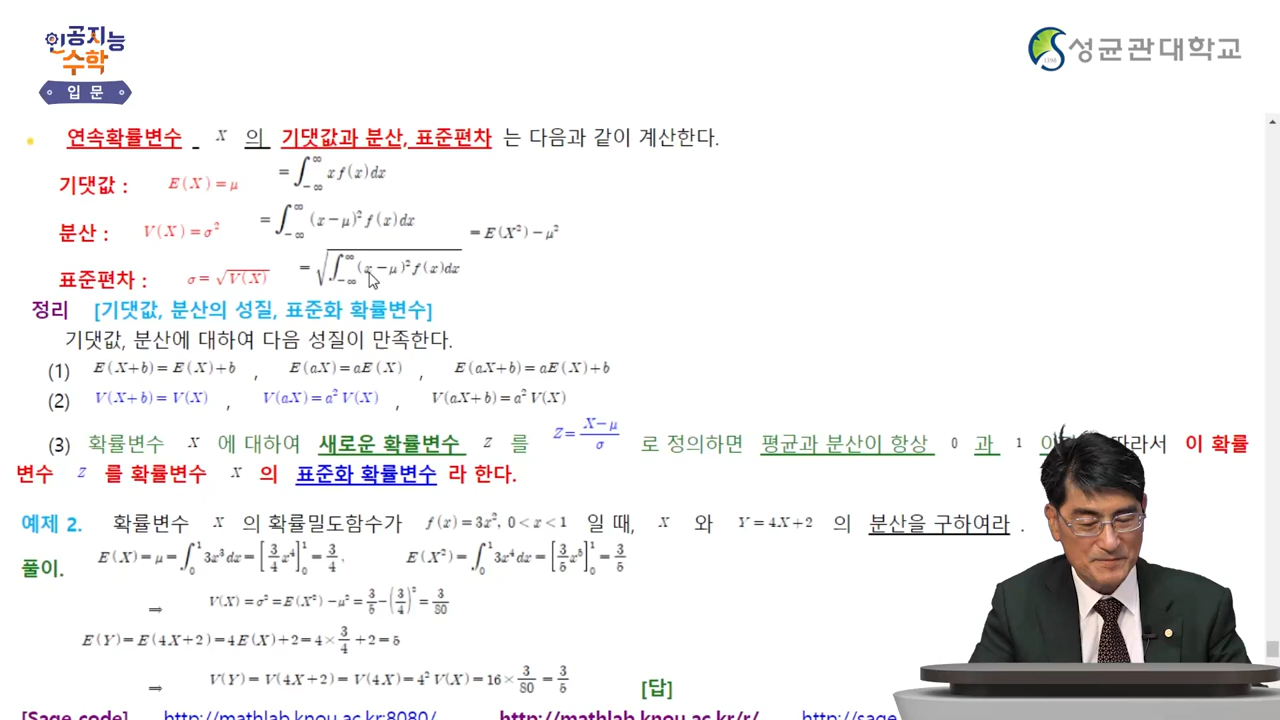 인공지능
수학
입문
성균관대학교
1398
• 연속확률변수 X 의 기댓값과 분산, 표준편차 는 다음과 같이 계산한다.
기댓값 : E(X)=μ =∫_{-∞}^{∞} x f(x)dx
분산 : V(X)=σ² =∫_{-∞}^{∞} (x-μ)² f(x)dx =E(X²)-μ²
표준편차 : σ=√V(X) =√(∫_{-∞}^{∞} (x-μ)² f(x)dx)
정리 [기댓값, 분산의 성질, 표준화 확률변수]
기댓값, 분산에 대하여 다음 성질이 만족한다.
(1) E(X+b)=E(X)+b , E(aX)=aE(X) , E(aX+b)=aE(X)+b
(2) V(X+b)=V(X) , V(aX)=a² V(X) , V(aX+b)=a² V(X)
(3) 확률변수 X 에 대하여 새로운 확률변수 Z 를 Z=(X-μ)/σ 로 정의하면 평균과 분산이 항상 0 과 1 따라서 이 확률
변수 Z 를 확률변수 X 의 표준화 확률변수 라 한다.
예제 2. 확률변수 X 의 확률밀도함수가 f(x)=3x², 0<x<1 일 때, X 와 Y=4X+2 의 분산을 구하여라 .
풀이. E(X)=μ=∫_0^1 3x³dx=[3/4 x⁴]_0^1=3/4, E(X²)=∫_0^1 3x⁴dx=[3/5 x⁵]_0^1=3/5
⇒ V(X)=σ²=E(X²)-μ²=3/5-(3/4)²=3/80
E(Y)=E(4X+2)=4E(X)+2=4×3/4+2=5
⇒ V(Y)=V(4X+2)=V(4X)=4² V(X)=16×3/80=3/5 [답]
[Sage code] http://mathlab.knou.ac.kr:8080/ http://mathlab.knou.ac.kr/r/ http://sage